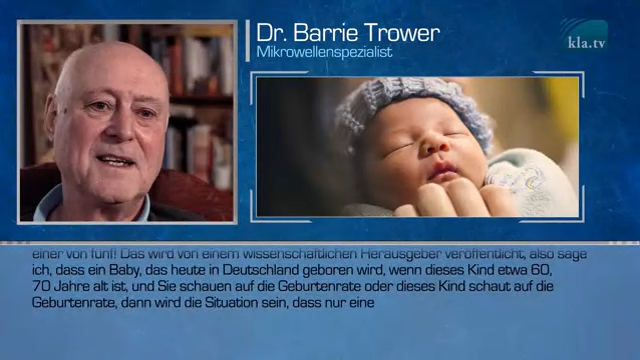 Dr. Barrie Trower
Mikrowellenspezialist
kla.tv
einer von fünf! Das wird von einem wissenschaftlichen Herausgeber veröffentlicht, also sage
ich, dass ein Baby, das heute in Deutschland geboren wird, wenn dieses Kind etwa 60,
70 Jahre alt ist, und Sie schauen auf die Geburtenrate oder dieses Kind schaut auf die
Geburtenrate, dann wird die Situation sein, dass nur eine